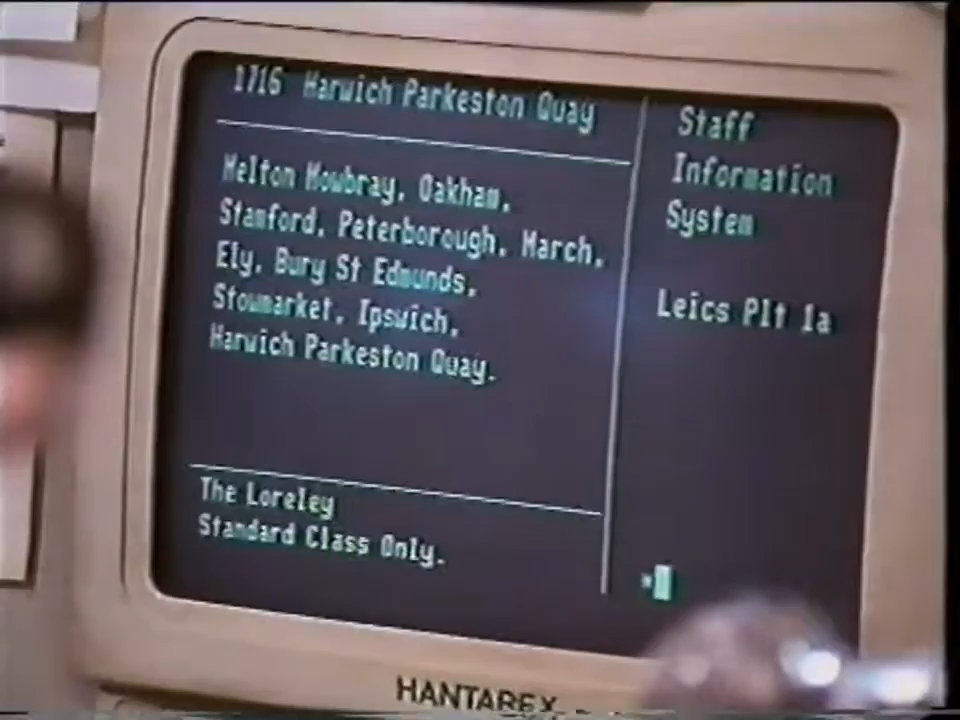 1716 Harwich Parkeston Quay
Melton Mowbray, Oakham,
Stamford, Peterborough, March,
Ely, Bury St Edmunds,
Stowmarket, Ipswich,
Harwich Parkeston Quay.
The Loreley
Standard Class Only.
Staff
Information
System
Leics Plt 1a
*
HANTAREX